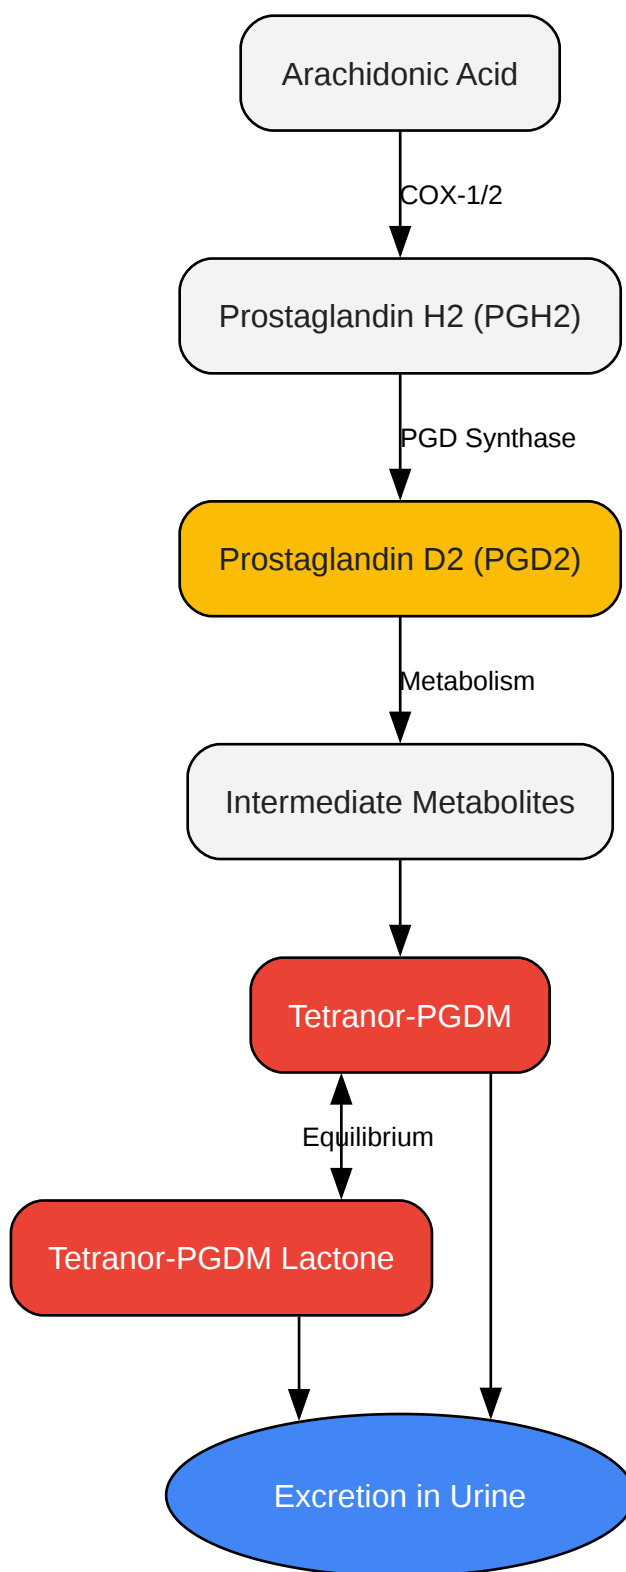 Arachidonic Acid
COX-1/2
Prostaglandin H2 (PGH2)
PGD Synthase
Prostaglandin D2 (PGD2)
Metabolism
Intermediate Metabolites
Tetranor-PGDM
Equilibrium
Tetranor-PGDM Lactone
Excretion in Urine